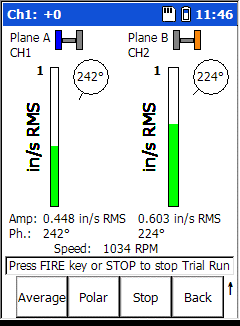 Ch1: +0 11:46
Plane A
CH1
Plane B
CH2
1
242°
in/s RMS
1
224°
in/s RMS
Amp: 0.448 in/s RMS 0.603 in/s RMS
Ph.: 242° 224°
Speed: 1034 RPM
Press FIRE key or STOP to stop Trial Run
Average Polar Stop Back